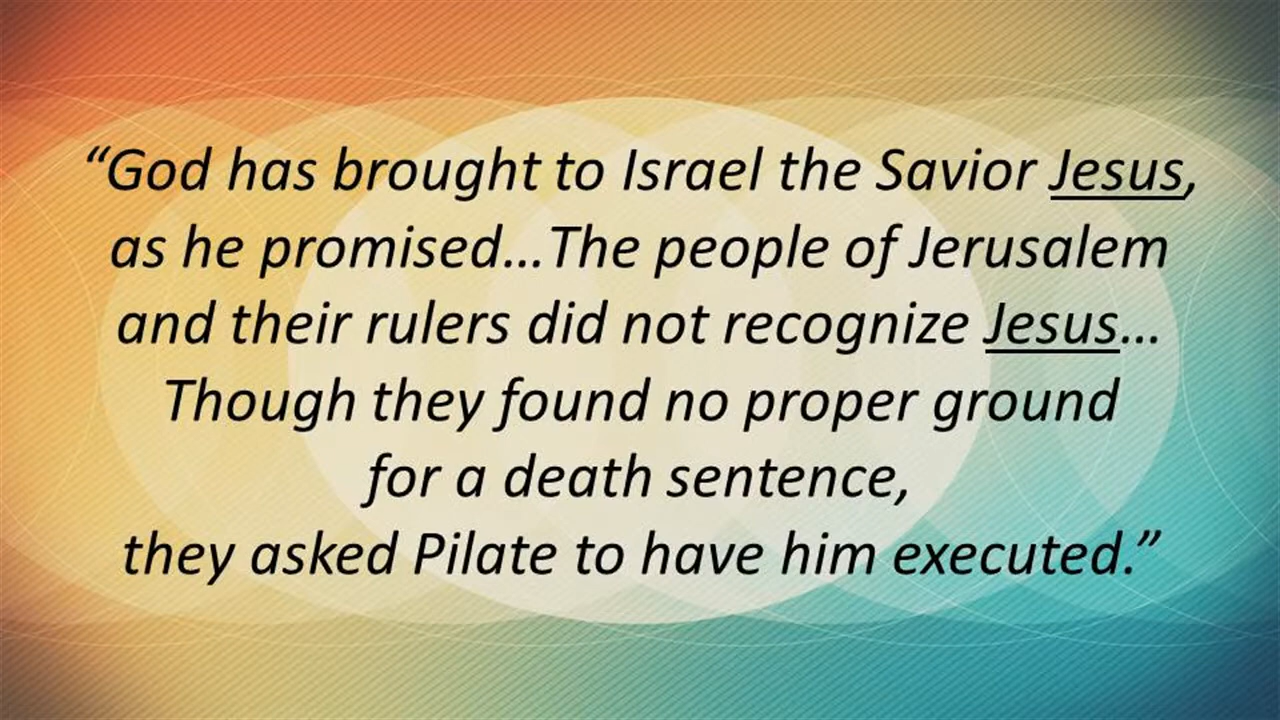 “God has brought to Israel the Savior Jesus,
as he promised…The people of Jerusalem
and their rulers did not recognize Jesus…
Though they found no proper ground
for a death sentence,
they asked Pilate to have him executed.”